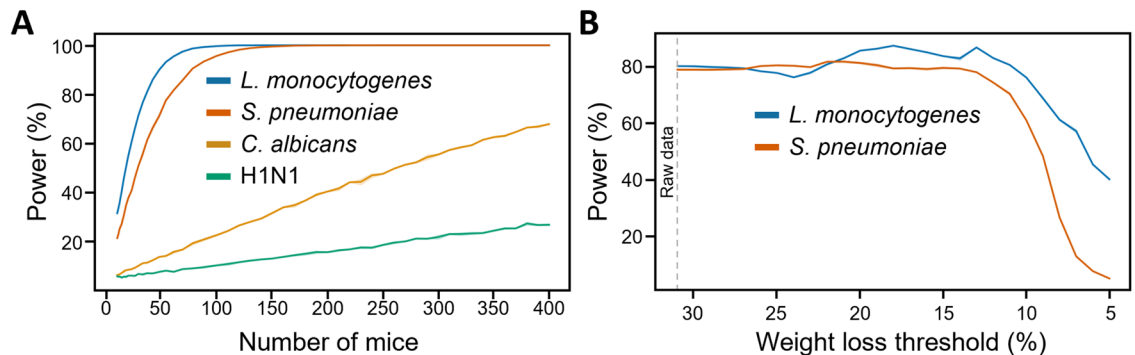 A
Power (%)
100
80
60
40
20
L. monocytogenes
S. pneumoniae
C. albicans
H1N1
0 50 100 150 200 250 300 350 400
Number of mice
B
Power (%)
80
60
40
20
Raw data
L. monocytogenes
S. pneumoniae
30 25 20 15 10 5
Weight loss threshold (%)